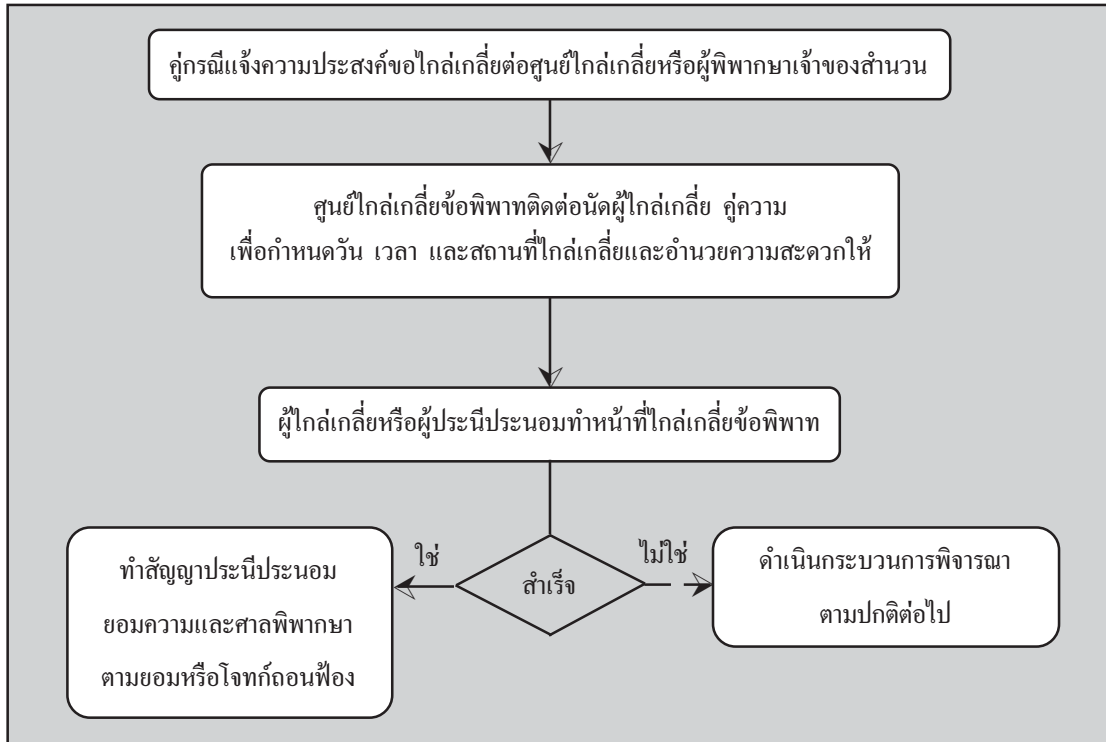 คู่กรณีแจ้งความประสงค์ขอไกล่เกลี่ยต่อศูนย์ไกล่เกลี่ยหรือผู้พิพากษาเจ้าของสำนวน
ศูนย์ไกล่เกลี่ยข้อพิพาทติดต่อนัดผู้ไกล่เกลี่ย คู่ความ
เพื่อกำหนดวัน เวลา และสถานที่ไกล่เกลี่ยและอำนวยความสะดวกให้
ผู้ไกล่เกลี่ยหรือผู้ประนีประนอมทำหน้าที่ไกล่เกลี่ยข้อพิพาท
สำเร็จ
ใช่
ทำสัญญาประนีประนอม
ยอมความและศาลพิพากษา
ตามยอมหรือโจทก์ถอนฟ้อง
ไม่ใช่
ดำเนินกระบวนการพิจารณา
ตามปกติต่อไป